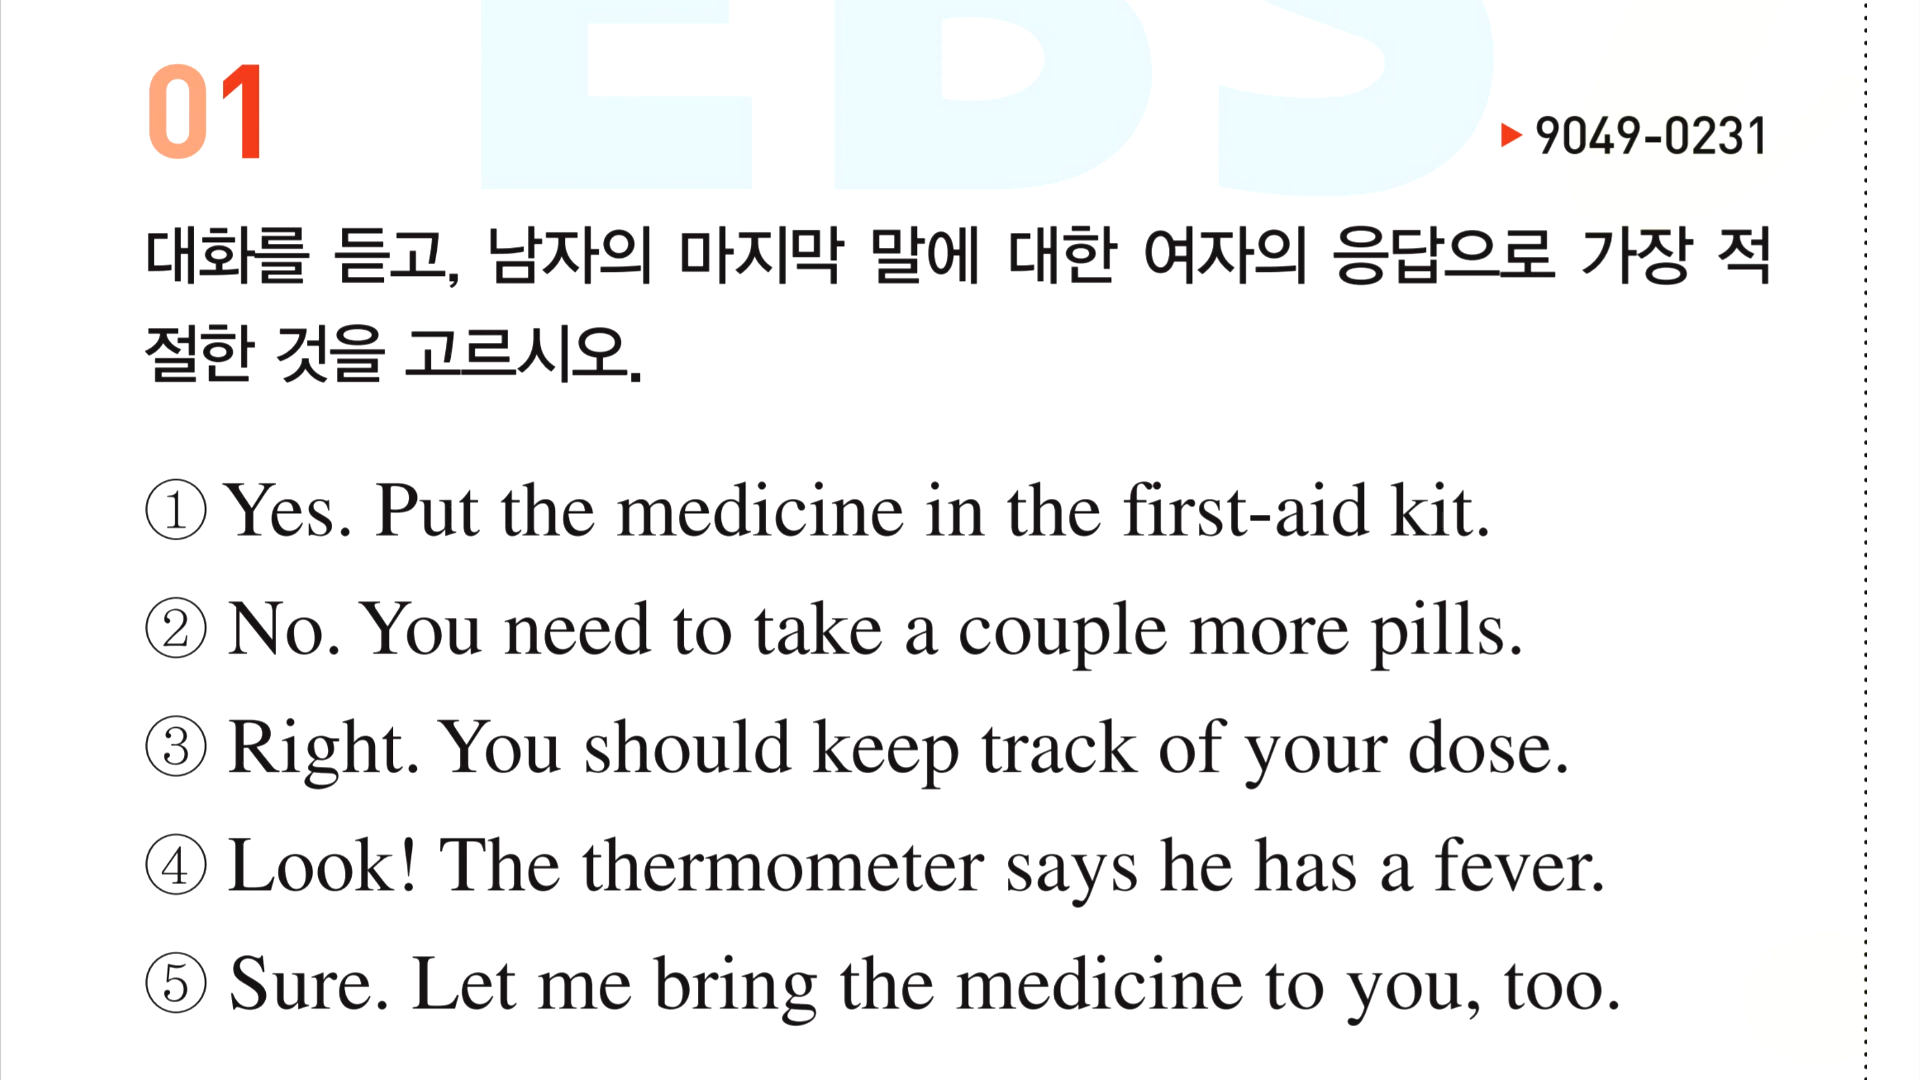 EBS
01
▶ 9049-0231
대화를 듣고, 남자의 마지막 말에 대한 여자의 응답으로 가장 적
절한 것을 고르시오.
① Yes. Put the medicine in the first-aid kit.
② No. You need to take a couple more pills.
③ Right. You should keep track of your dose.
④ Look! The thermometer says he has a fever.
⑤ Sure. Let me bring the medicine to you, too.